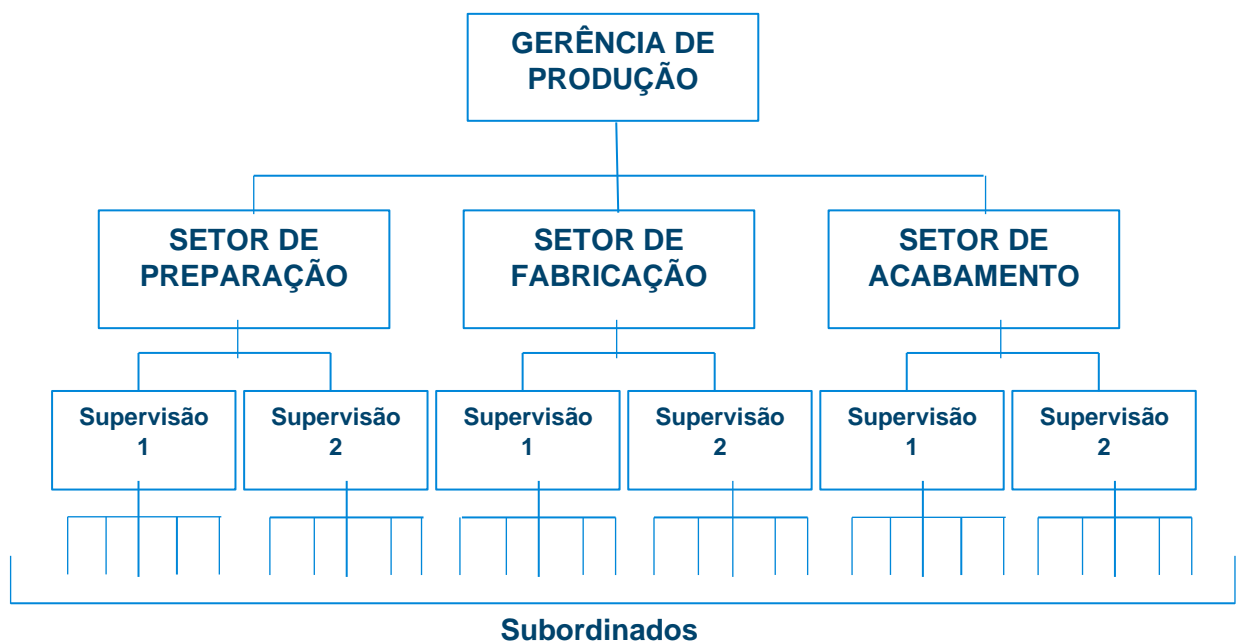 GERÊNCIA DE
PRODUÇÃO
SETOR DE
PREPARAÇÃO
SETOR DE
FABRICAÇÃO
SETOR DE
ACABAMENTO
Supervisão
1
Supervisão
2
Supervisão
1
Supervisão
2
Supervisão
1
Supervisão
2
Subordinados